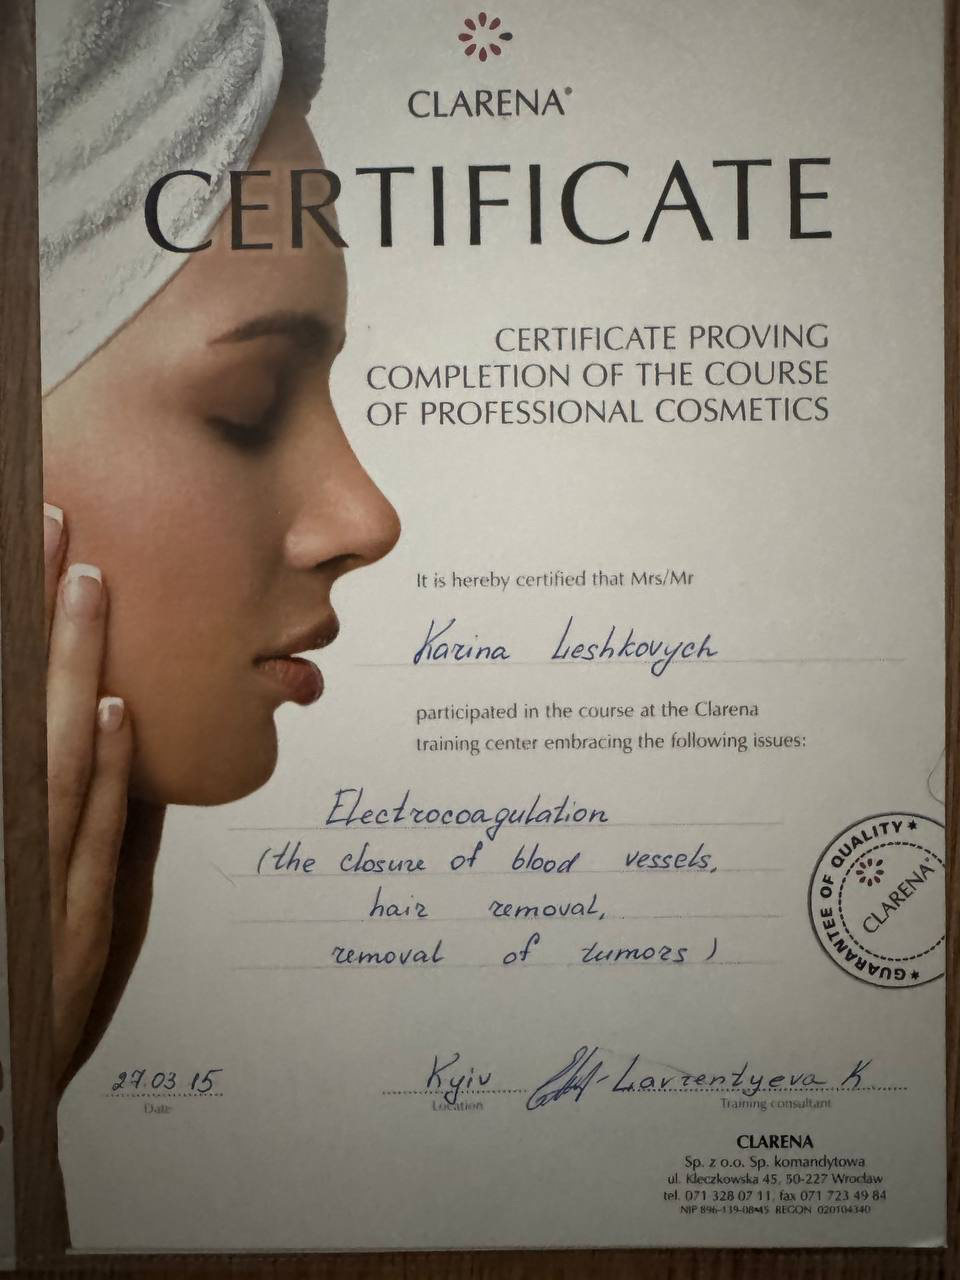 CLARENA®
CERTIFICATE
CERTIFICATE PROVING
COMPLETION OF THE COURSE
OF PROFESSIONAL COSMETICS
It is hereby certified that Mrs/Mr
Karina Leshkovych
participated in the course at the Clarena
training center embracing the following issues:
Electrocoagulation
(the closure of blood vessels,
hair removal,
removal of tumors)
GUARANTEE OF QUALITY
CLARENA®
27.03 15
Date
Kyiv
Location
Lavrentyeva K.
Training consultant
CLARENA
Sp. z o.o. Sp. komandytowa
ul. Kleczkowska 45, 50-227 Wrocław
tel. 071 328 07 11, fax 071 723 49 84
NIP 896-139-08-45 REGON 020104340